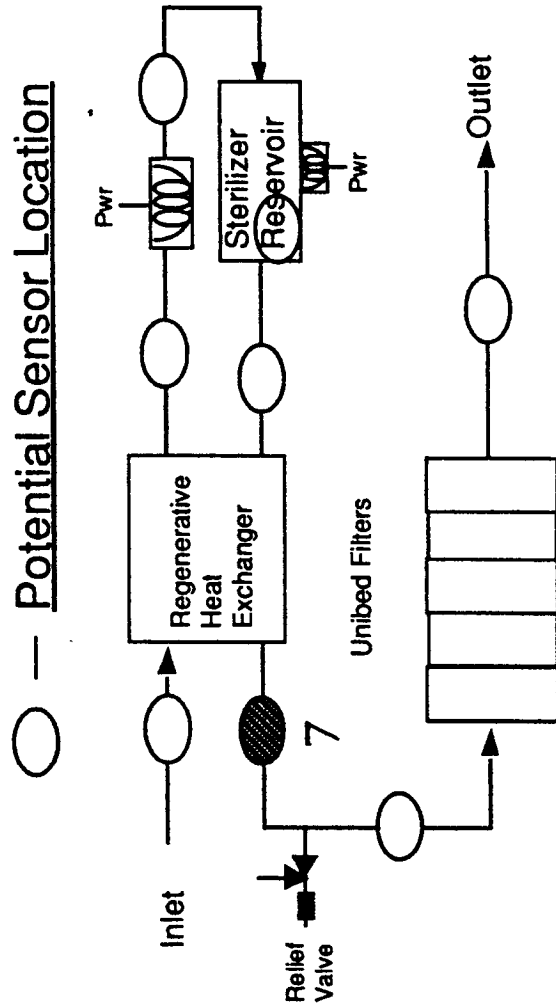 — Potential Sensor Location
Pwr
Sterilizer
Reservoir
Pwr
Regenerative
Heat
Exchanger
Inlet
7
Relief
Valve
Unibed Filters
Outlet